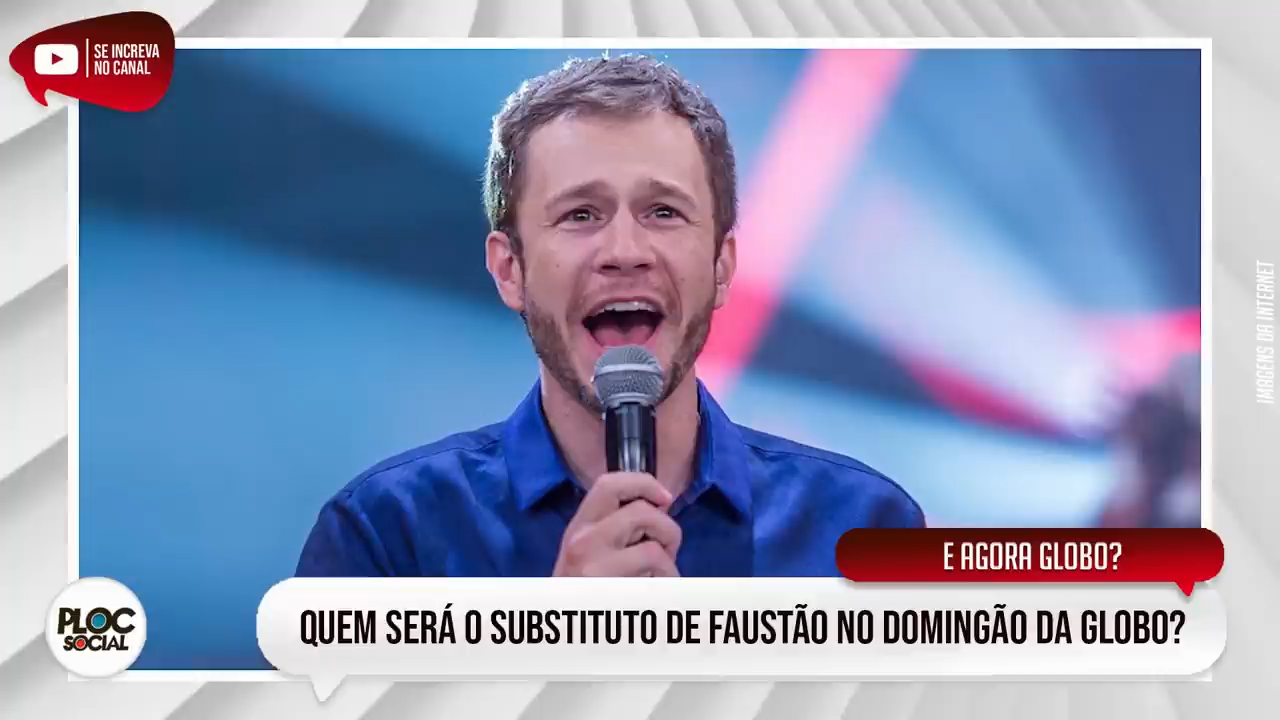 SE INCREVA
NO CANAL
IMAGENS DA INTERNET
E AGORA GLOBO?
PLOC
SOCIAL
QUEM SERÁ O SUBSTITUTO DE FAUSTÃO NO DOMINGÃO DA GLOBO?